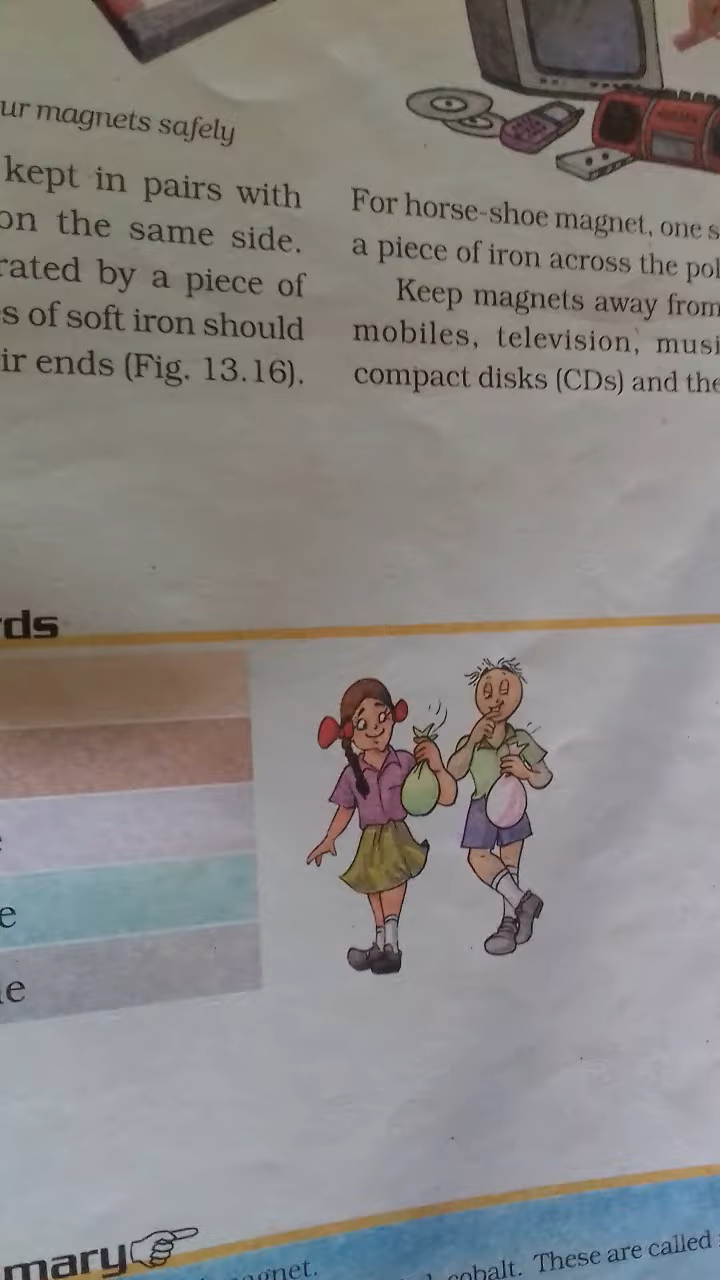 ur magnets safely
kept in pairs with
on the same side.
rated by a piece of
s of soft iron should
ir ends (Fig. 13.16).
For horse-shoe magnet, one s
a piece of iron across the pol
Keep magnets away from
mobiles, television, musi
compact disks (CDs) and the
rds
e
e
mary
agnet.
cobalt. These are called